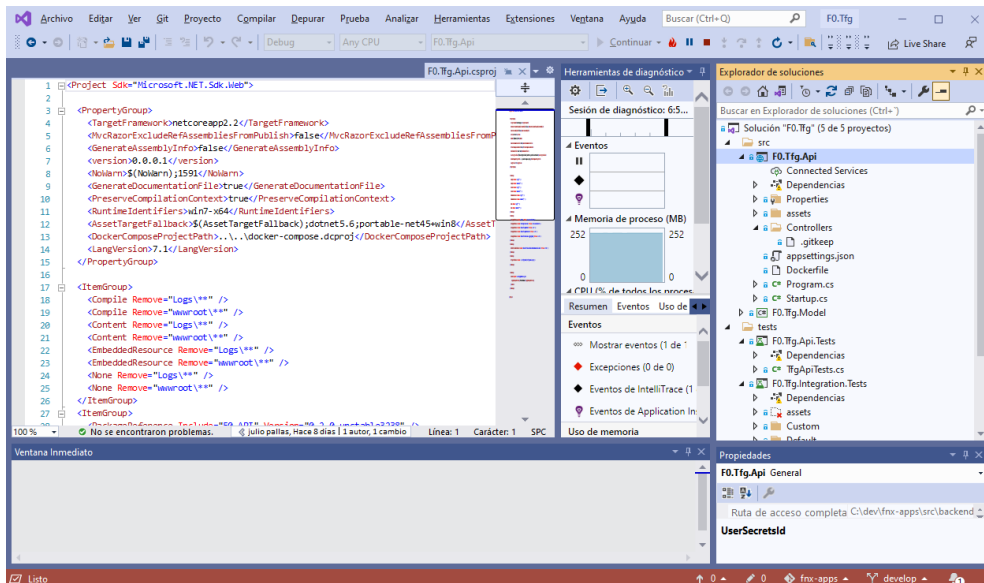 Archivo Editar Ver Git Proyecto Compilar Depurar Prueba Analizar Herramientas Extensiones Ventana Ayuda Buscar (Ctrl+Q) F0.Tfg
Debug Any CPU F0.Tfg.Api Continuar Live Share
F0.Tfg.Api.csproj
1 <Project Sdk="Microsoft.NET.Sdk.Web">
2
3 <PropertyGroup>
4 <TargetFramework>netcoreapp2.2</TargetFramework>
5 <MvcRazorExcludeRefAssembliesFromPublish>false</MvcRazorExcludeRefAssembliesFromP
6 <GenerateAssemblyInfo>false</GenerateAssemblyInfo>
7 <version>0.0.0.1</version>
8 <NoWarn>$(NoWarn);1591</NoWarn>
9 <GenerateDocumentationFile>true</GenerateDocumentationFile>
10 <PreserveCompilationContext>true</PreserveCompilationContext>
11 <RuntimeIdentifiers>win7-x64</RuntimeIdentifiers>
12 <AssetTargetFallback>$(AssetTargetFallback);dotnet5.6;portable-net45+win8</AssetT
13 <DockerComposeProjectPath>..\..\docker-compose.dcproj</DockerComposeProjectPath>
14 <LangVersion>7.1</LangVersion>
15 </PropertyGroup>
16
17 <ItemGroup>
18 <Compile Remove="Logs\**" />
19 <Compile Remove="wwwroot\**" />
20 <Content Remove="Logs\**" />
21 <Content Remove="wwwroot\**" />
22 <EmbeddedResource Remove="Logs\**" />
23 <EmbeddedResource Remove="wwwroot\**" />
24 <None Remove="Logs\**" />
25 <None Remove="wwwroot\**" />
26 </ItemGroup>
27 <ItemGroup>
100 % No se encontraron problemas. julio pallas, Hace 8 días | 1 autor, 1 cambio Línea: 1 Carácter: 1 SPC
Herramientas de diagnóstico
Sesión de diagnóstico: 6:5...
Eventos
Memoria de proceso (MB)
252 252
0 0
CPU (% de todos los proces
Resumen Eventos Uso de
Eventos
Mostrar eventos (1 de
Excepciones (0 de 0)
Eventos de IntelliTrace (1
Eventos de Application In
Uso de memoria
Explorador de soluciones
Buscar en Explorador de soluciones (Ctrl+¨)
Solución "F0.Tfg" (5 de 5 proyectos)
src
F0.Tfg.Api
Connected Services
Dependencias
Properties
assets
Controllers
.gitkeep
appsettings.json
Dockerfile
C# Program.cs
C# Startup.cs
C# F0.Tfg.Model
tests
F0.Tfg.Api.Tests
Dependencias
C# TfgApiTests.cs
F0.Tfg.Integration.Tests
Dependencias
assets
Custom
Default
Ventana Inmediato
Propiedades
F0.Tfg.Api General
Ruta de acceso completa C:\dev\fnx-apps\src\backend
UserSecretsId
Listo 0 0 fnx-apps develop 1